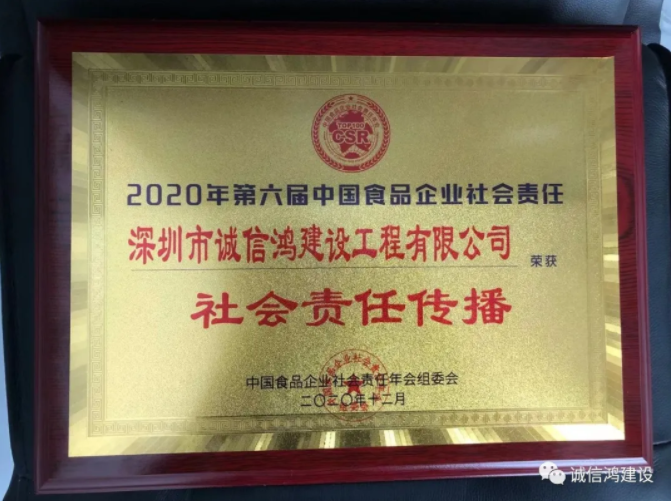 TOP100
CSR
2020年第六届中国食品企业社会责任
深圳市诚信鸿建设工程有限公司
荣获
社会责任传播
中国食品企业社会责任年会组委会
二〇二〇年十二月
诚信鸿建设